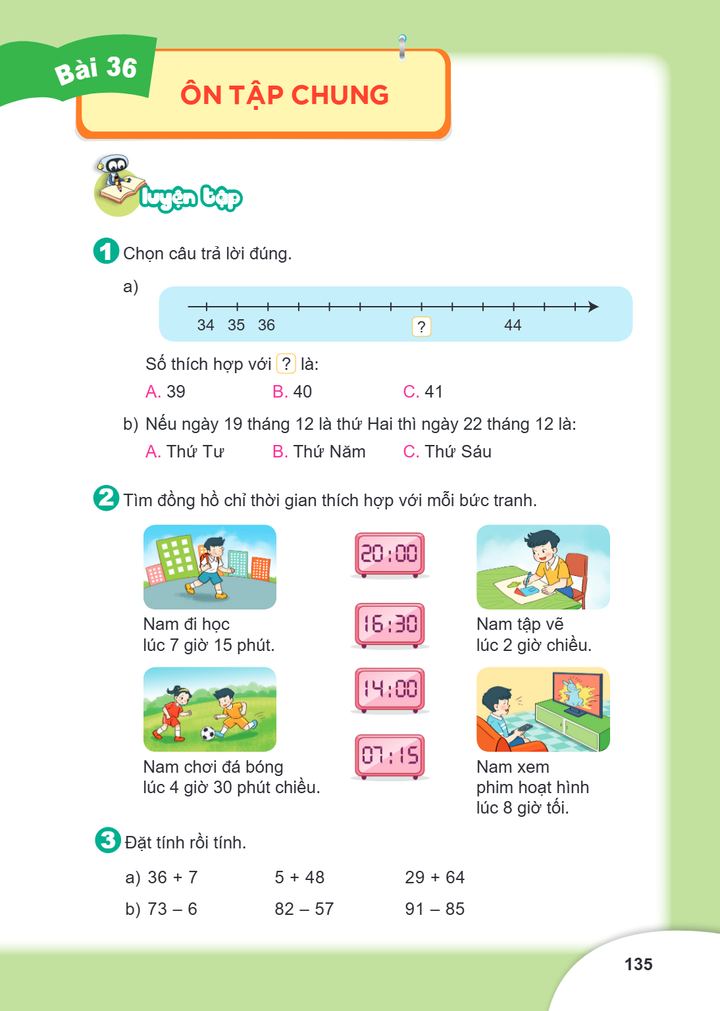 Bài 36
ÔN TẬP CHUNG
luyện tập
1 Chọn câu trả lời đúng.
a)
34 35 36 ? 44
Số thích hợp với ? là:
A. 39 B. 40 C. 41
b) Nếu ngày 19 tháng 12 là thứ Hai thì ngày 22 tháng 12 là:
A. Thứ Tư B. Thứ Năm C. Thứ Sáu
2 Tìm đồng hồ chỉ thời gian thích hợp với mỗi bức tranh.
20:00
16:30
14:00
07:15
Nam đi học
lúc 7 giờ 15 phút.
Nam tập vẽ
lúc 2 giờ chiều.
Nam chơi đá bóng
lúc 4 giờ 30 phút chiều.
Nam xem
phim hoạt hình
lúc 8 giờ tối.
3 Đặt tính rồi tính.
a) 36 + 7 5 + 48 29 + 64
b) 73 – 6 82 – 57 91 – 85
135